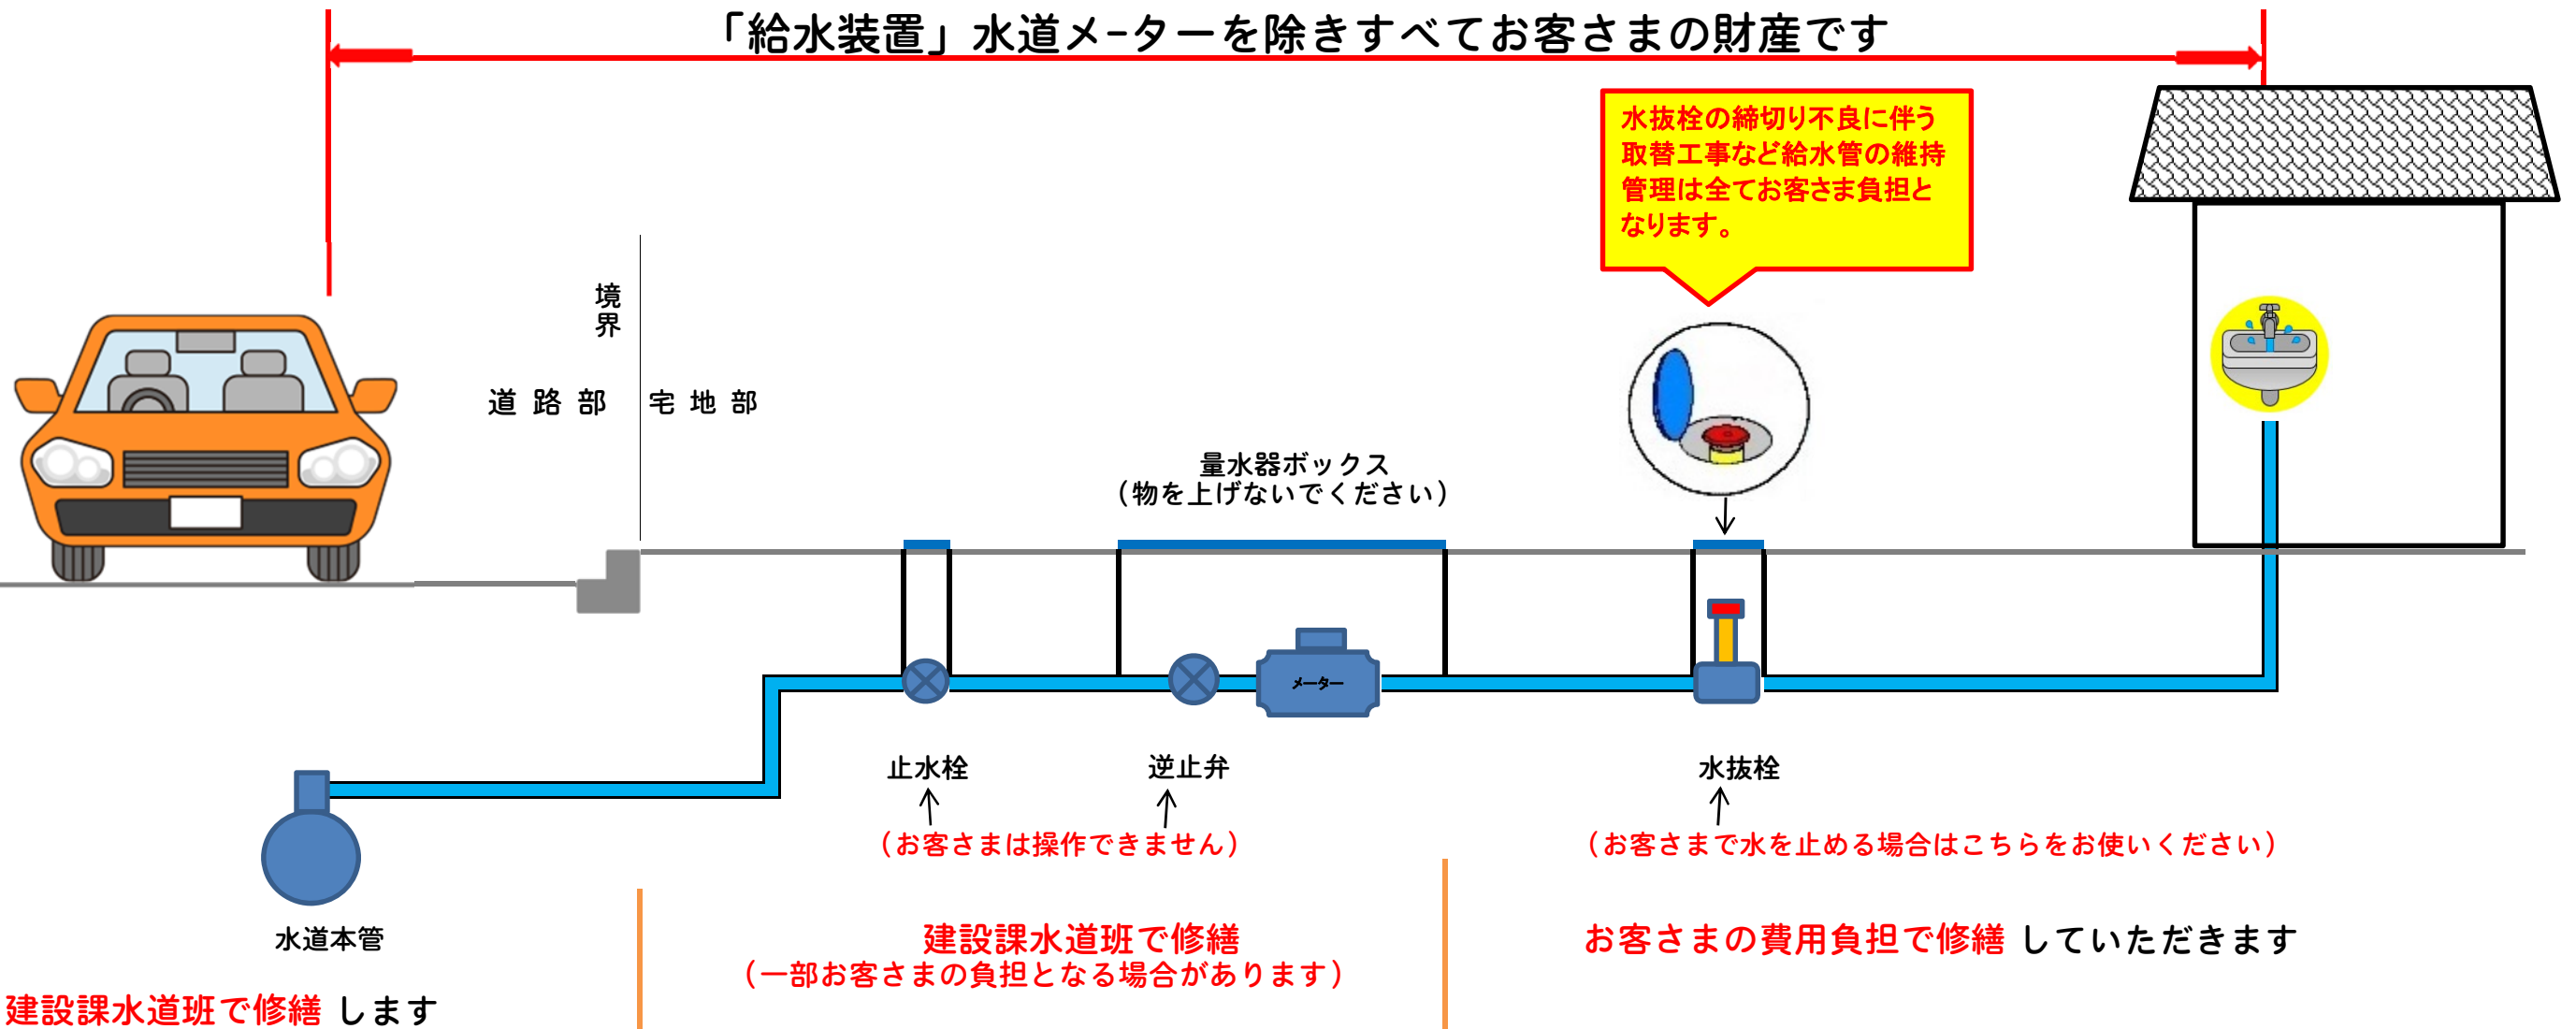 「給水装置」水道メーターを除きすべてお客さまの財産です
水抜栓の締切り不良に伴う
取替工事など給水管の維持
管理は全てお客さま負担と
なります。
境界
道路部
宅地部
量水器ボックス
（物を上げないでください）
メーター
止水栓
逆止弁
水抜栓
（お客さまは操作できません）
（お客さまで水を止める場合はこちらをお使いください）
水道本管
建設課水道班で修繕
（一部お客さまの負担となる場合があります）
お客さまの費用負担で修繕 していただきます
建設課水道班で修繕 します